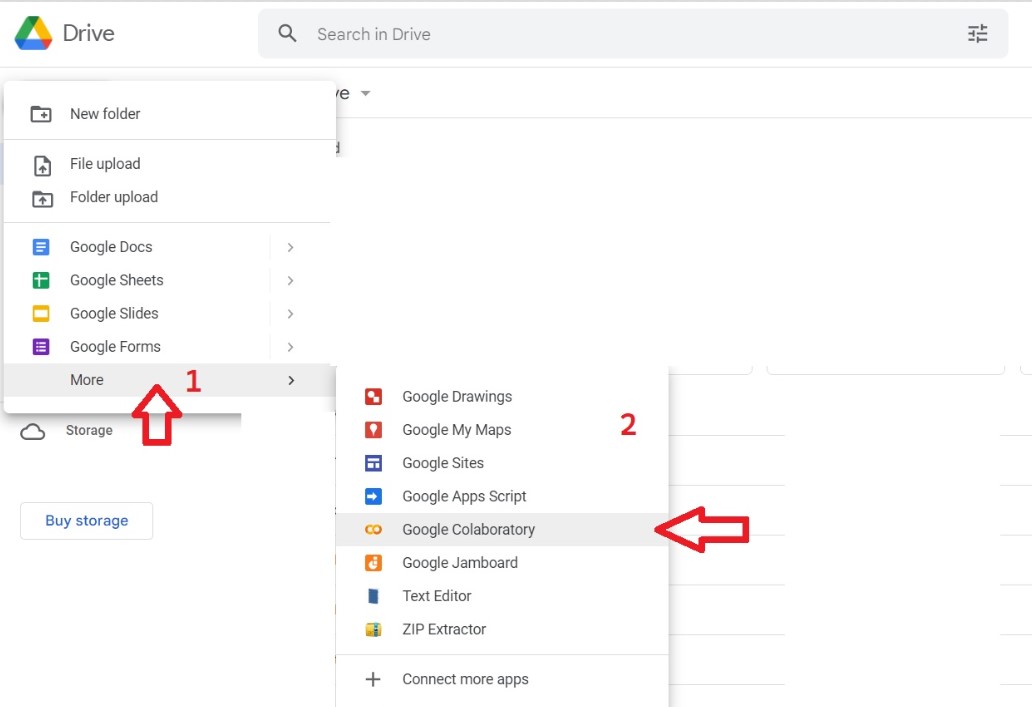 Drive
Search in Drive
ve
New folder
d
File upload
Folder upload
Google Docs
Google Sheets
Google Slides
Google Forms
More
1
Storage
Buy storage
Google Drawings
2
Google My Maps
Google Sites
Google Apps Script
Google Colaboratory
Google Jamboard
Text Editor
ZIP Extractor
Connect more apps